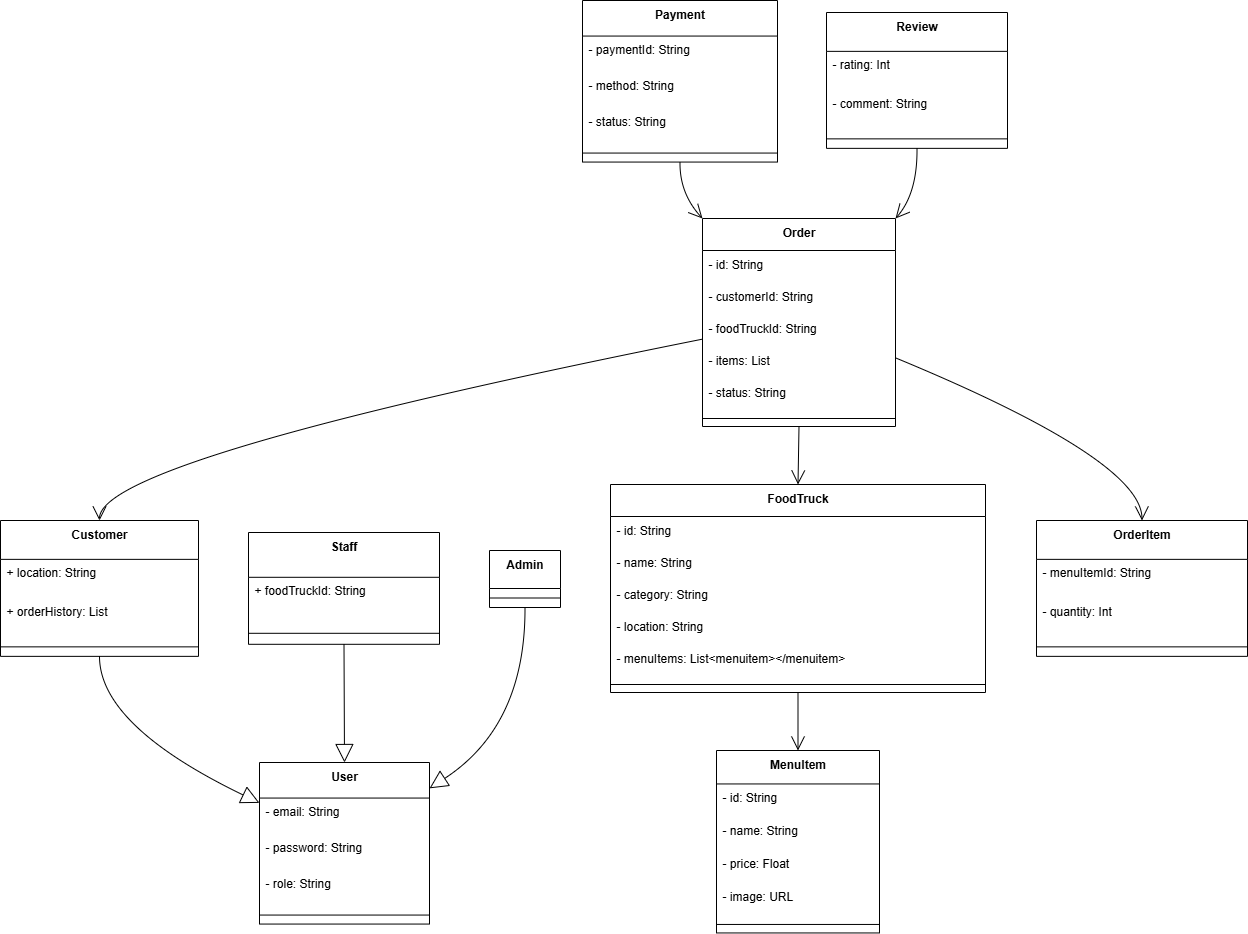 Payment
- paymentId: String
- method: String
- status: String
Review
- rating: Int
- comment: String
Order
- id: String
- customerId: String
- foodTruckId: String
- items: List
- status: String
Customer
+ location: String
+ orderHistory: List
Staff
+ foodTruckId: String
Admin
FoodTruck
- id: String
- name: String
- category: String
- location: String
- menuItems: List<menuitem></menuitem>
OrderItem
- menuItemId: String
- quantity: Int
User
- email: String
- password: String
- role: String
MenuItem
- id: String
- name: String
- price: Float
- image: URL